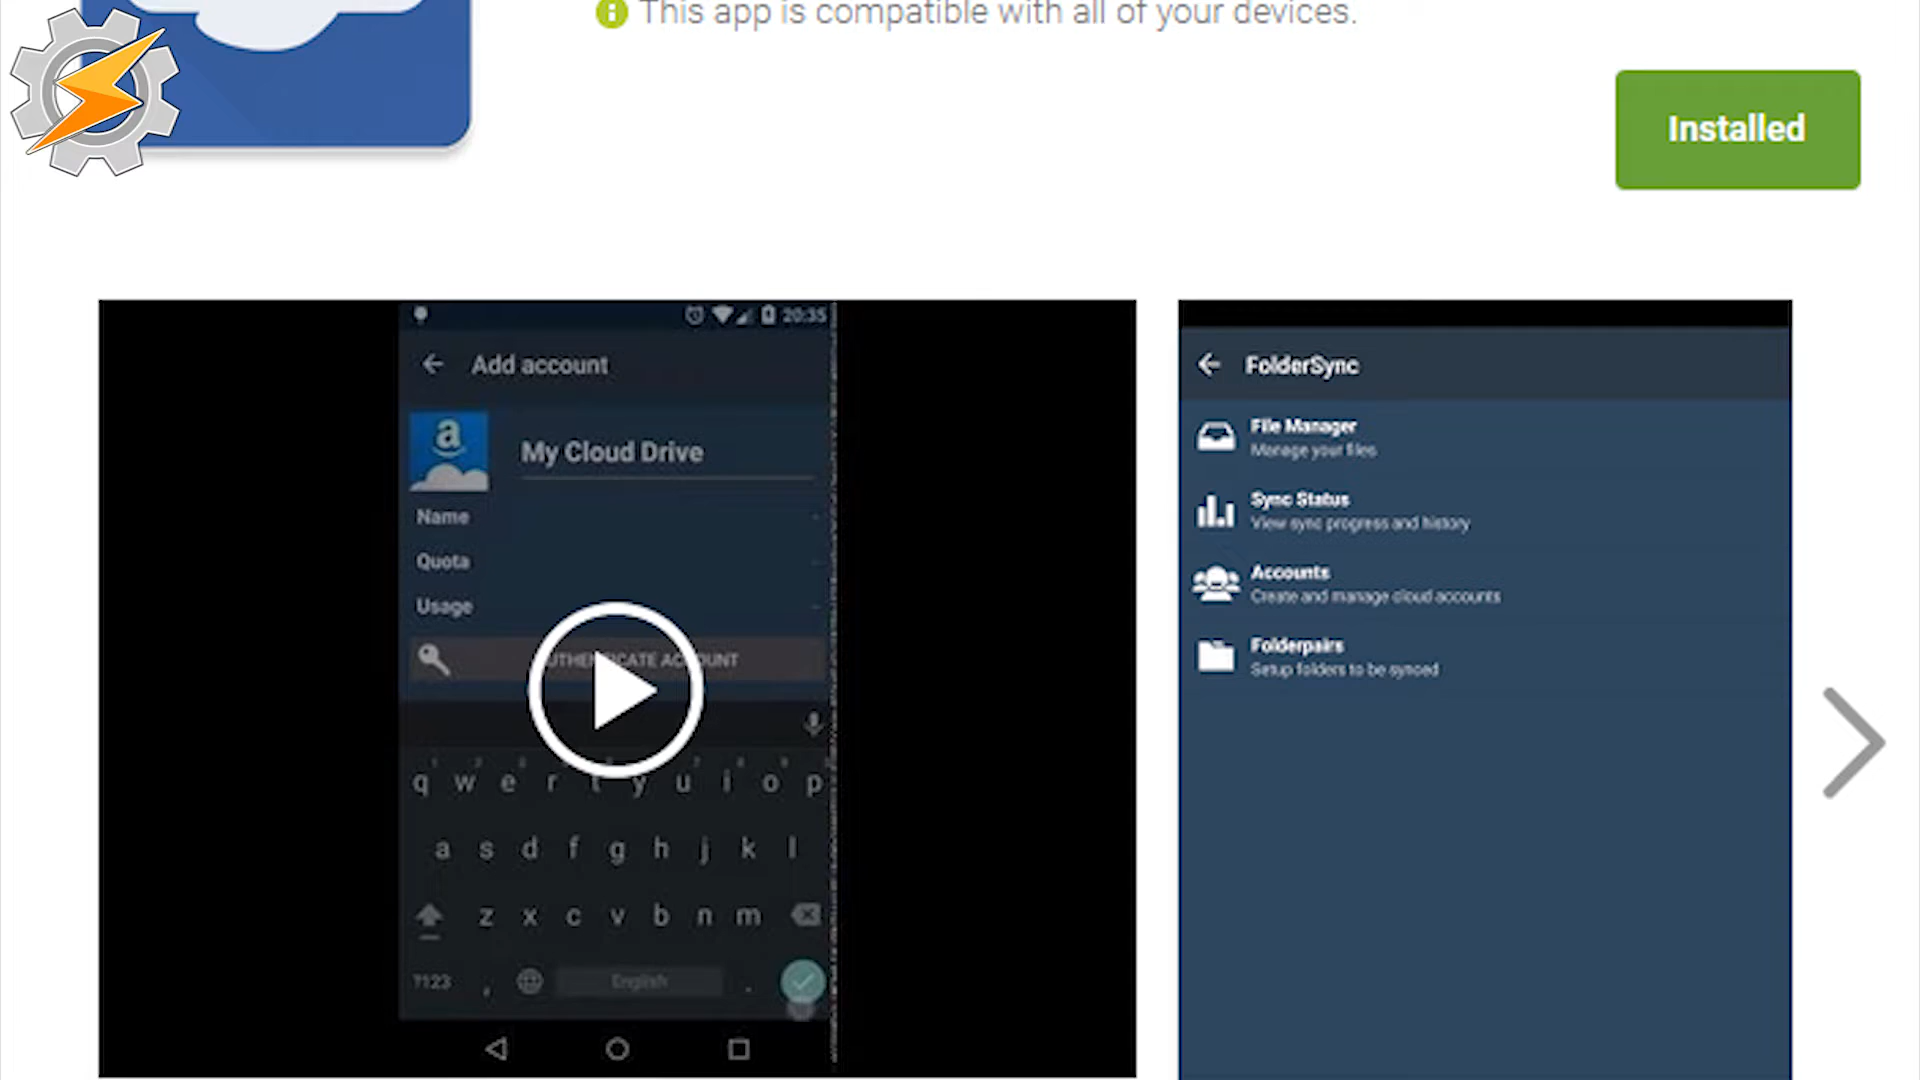 This app is compatible with all of your devices.
Installed
20:35
Add account
a
My Cloud Drive
Name
Quota
Usage
q w e r t y u i o p
a s d f g h j k l
z x c v b n m
?123 , English .
FolderSync
File Manager
Manage your files
Sync Status
View sync progress and history
Accounts
Create and manage cloud accounts
Folderpairs
Setup folders to be synced